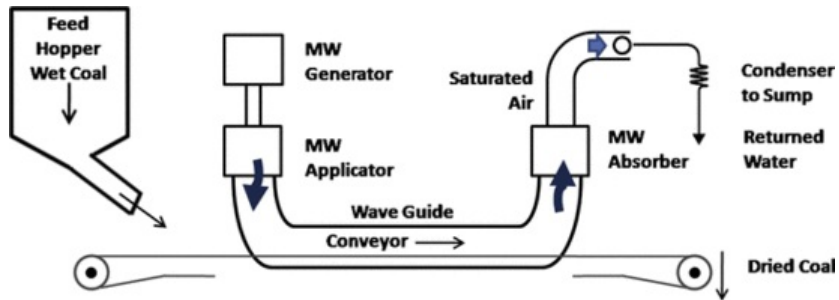 Feed
Hopper
Wet Coal
MW
Generator
MW
Applicator
Saturated
Air
MW
Absorber
Condenser
to Sump
Returned
Water
Wave Guide
Conveyor
Dried Coal